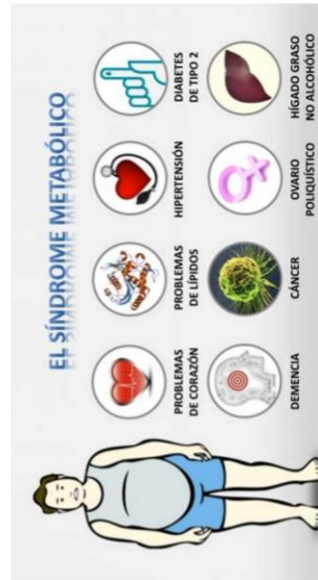 EL SÍNDROME METABÓLICO
PROBLEMAS
DE CORAZÓN
PROBLEMAS
DE LÍPIDOS
HIPERTENSIÓN
DIABETES
DE TIPO 2
DEMENCIA
CÁNCER
OVARIO
POLIQUÍSTICO
HÍGADO GRASO
NO ALCOHÓLICO